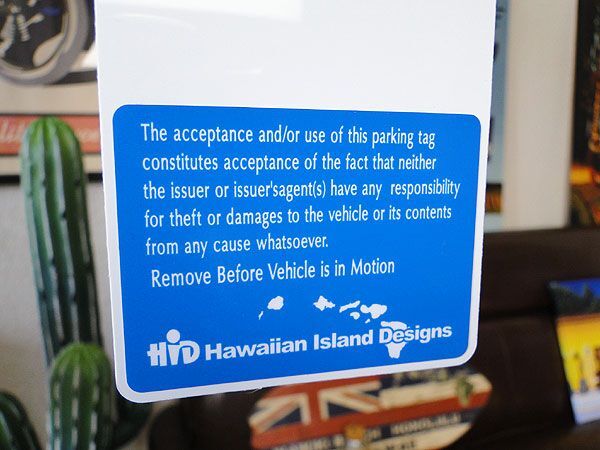 The acceptance and/or use of this parking tag
constitutes acceptance of the fact that neither
the issuer or issuer'sagent(s) have any responsibility
for theft or damages to the vehicle or its contents
from any cause whatsoever.
Remove Before Vehicle is in Motion
HID Hawaiian Island Designs
HONOLULU